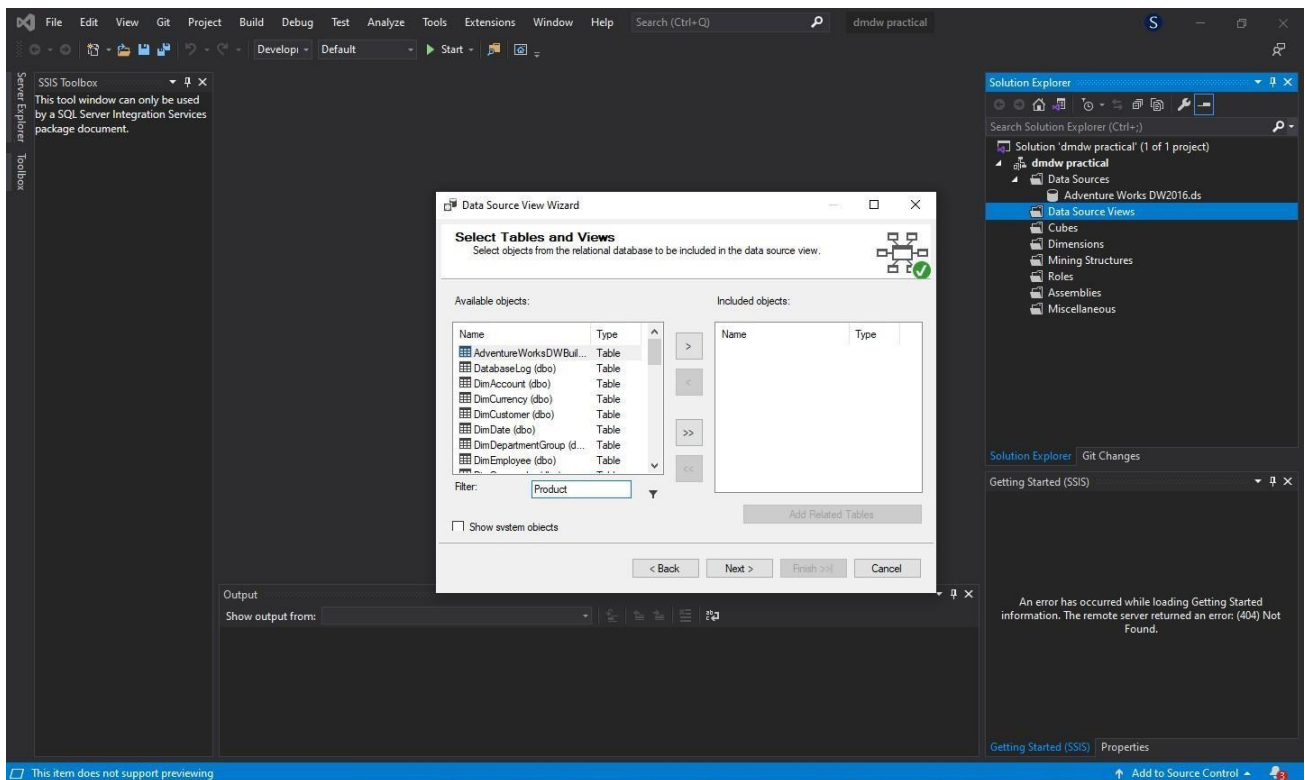 File Edit View Git Project Build Debug Test Analyze Tools Extensions Window Help Search (Ctrl+Q) dmdw practical S
Developi Default Start
Server Explorer
Toolbox
SSIS Toolbox
This tool window can only be used
by a SQL Server Integration Services
package document.
Data Source View Wizard
Select Tables and Views
Select objects from the relational database to be included in the data source view.
Available objects:
Name Type
AdventureWorksDWBuil... Table
DatabaseLog (dbo) Table
DimAccount (dbo) Table
DimCurrency (dbo) Table
DimCustomer (dbo) Table
DimDate (dbo) Table
DimDepartmentGroup (d... Table
DimEmployee (dbo) Table
Filter: Product
Show system objects
>
<
>>
<<
Included objects:
Name Type
Add Related Tables
< Back Next > Finish >>| Cancel
Output
Show output from:
Solution Explorer
Search Solution Explorer (Ctrl+;)
Solution 'dmdw practical' (1 of 1 project)
dmdw practical
Data Sources
Adventure Works DW2016.ds
Data Source Views
Cubes
Dimensions
Mining Structures
Roles
Assemblies
Miscellaneous
Solution Explorer Git Changes
Getting Started (SSIS)
An error has occurred while loading Getting Started
information. The remote server returned an error: (404) Not
Found.
Getting Started (SSIS) Properties
This item does not support previewing
Add to Source Control 3